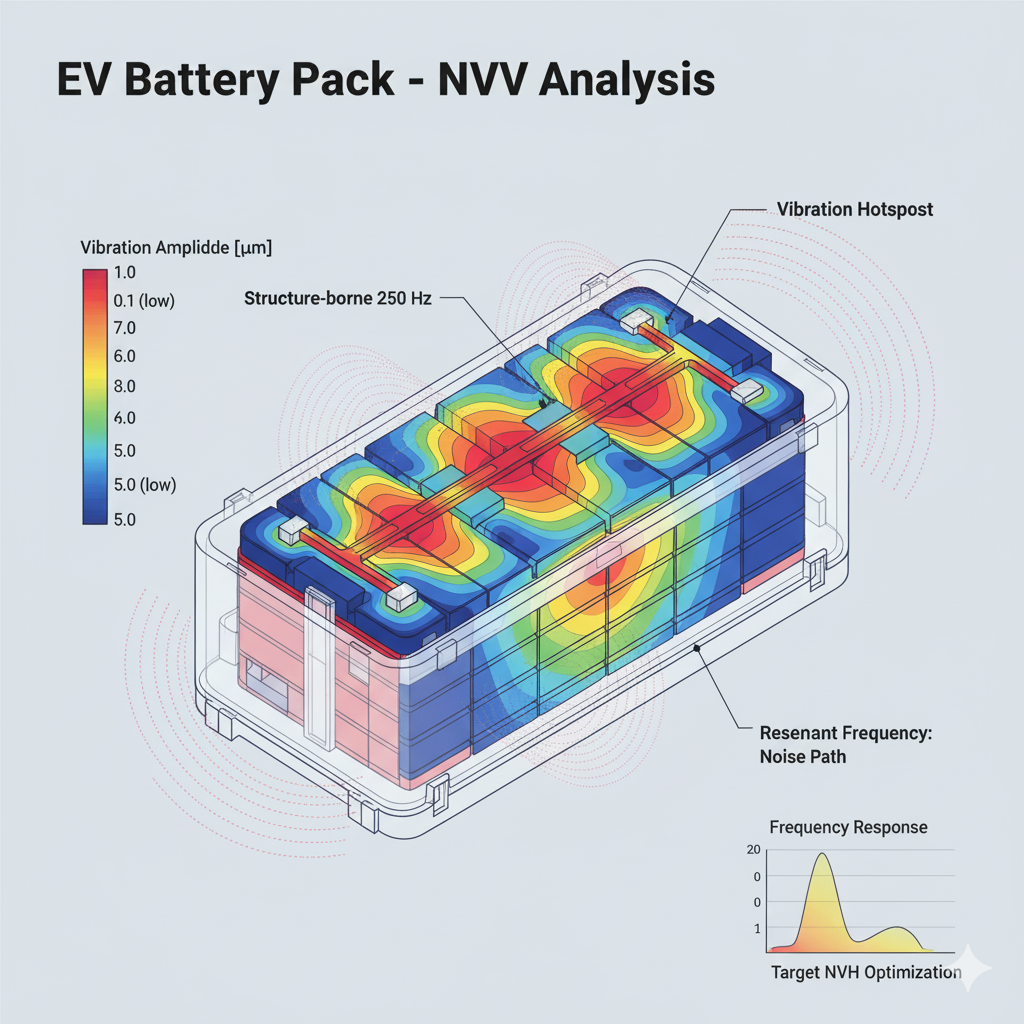 EV Battery Pack - NVV Analysis
Vibration Hotspost
Vibration Amplidde [µm]
1.0
0.1 (low)
7.0
6.0
8.0
6.0
5.0
5.0 (low)
5.0
Structure-borne 250 Hz
Resenant Frequency:
Noise Path
Frequency Response
20
0
0
1
Target NVH Optimization